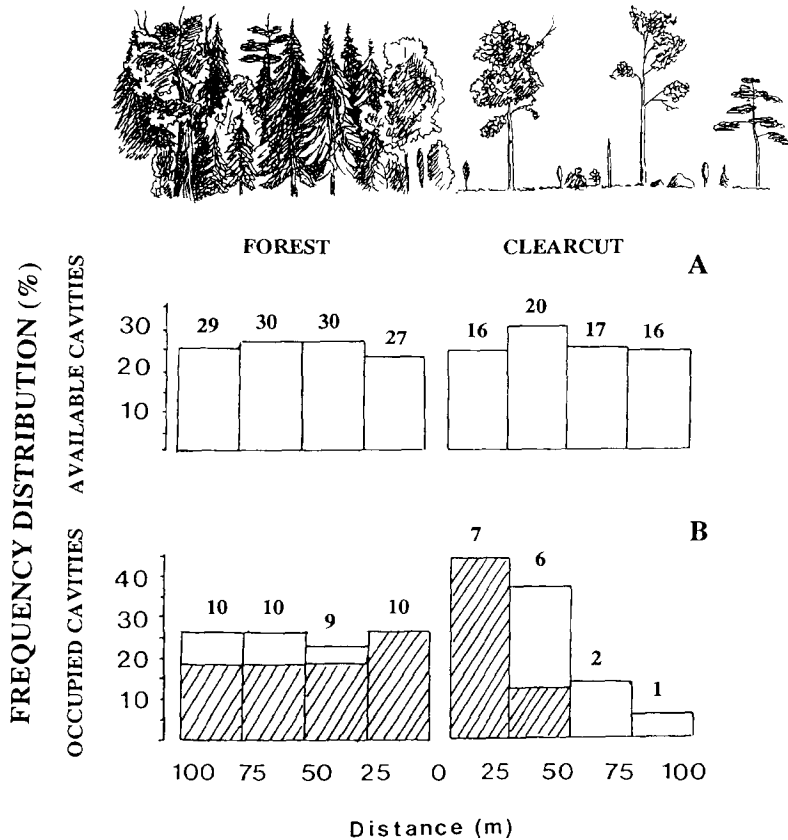 FOREST CLEARCUT
A
FREQUENCY DISTRIBUTION (%)
AVAILABLE CAVITIES
30
20
10
29 30 30 27 16 20 17 16
B
OCCUPIED CAVITIES
40
30
20
10
10 10 9 10 7 6 2 1
100 75 50 25 0 25 50 75 100
Distance (m)